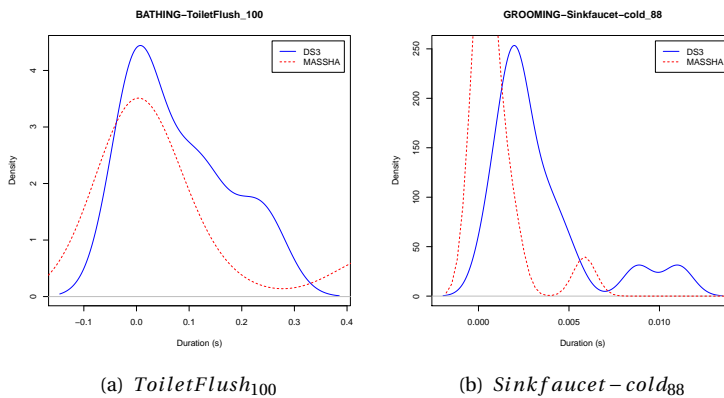 BATHING−ToiletFlush_100
DS3
MASSHA
Density
0
1
2
3
4
−0.1
0.0
0.1
0.2
0.3
0.4
Duration (s)
(a) ToiletFlush100
GROOMING−Sinkfaucet−cold_88
DS3
MASSHA
Density
0
50
100
150
200
250
0.000
0.005
0.010
Duration (s)
(b) Sinkfaucet−cold88